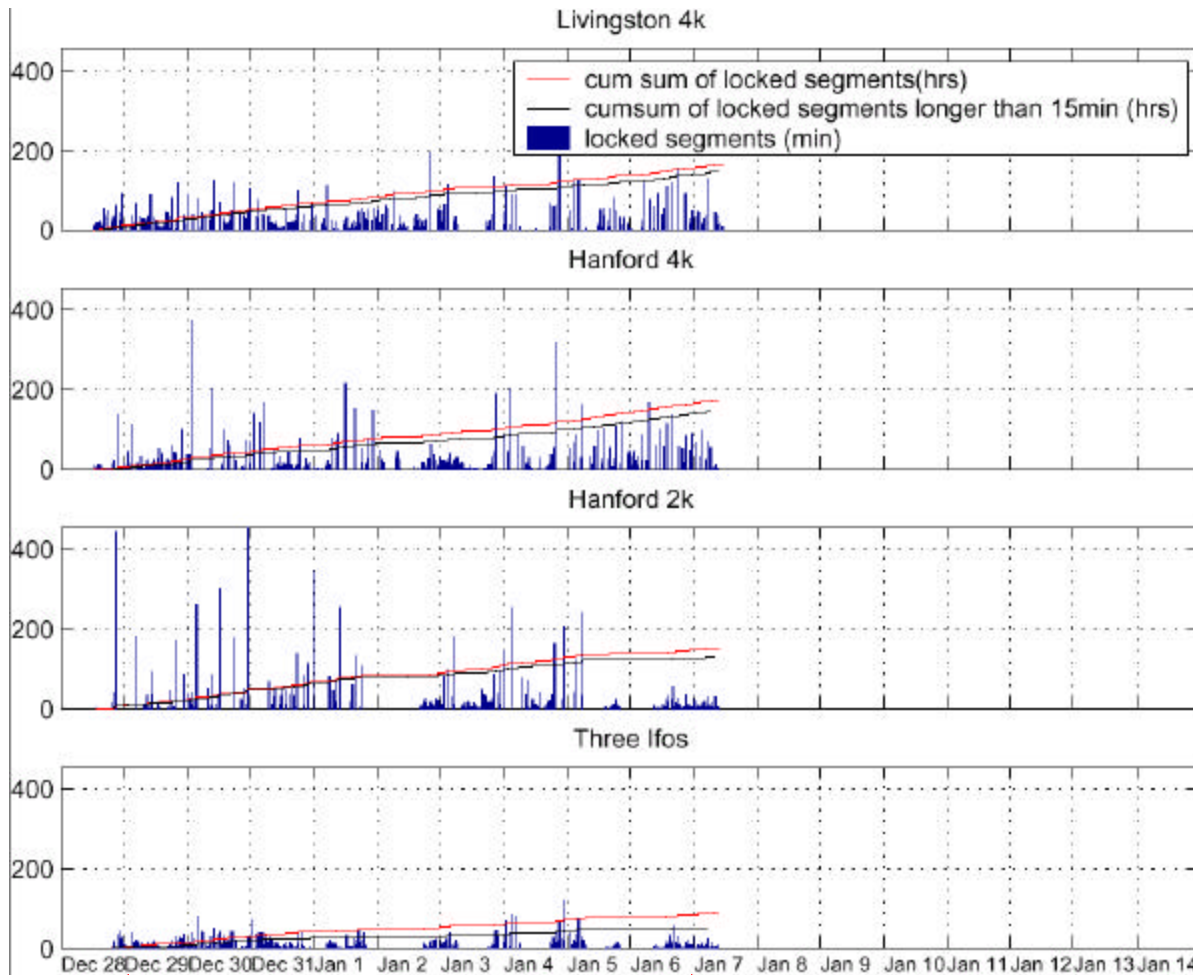 Livingston 4k
400
200
0
cum sum of locked segments(hrs)
cumsum of locked segments longer than 15min (hrs)
locked segments (min)
Hanford 4k
400
200
0
Hanford 2k
400
200
0
Three Ifos
400
200
0
Dec 28 Dec 29 Dec 30 Dec 31 Jan 1 Jan 2 Jan 3 Jan 4 Jan 5 Jan 6 Jan 7 Jan 8 Jan 9 Jan 10 Jan 11 Jan 12 Jan 13 Jan 14